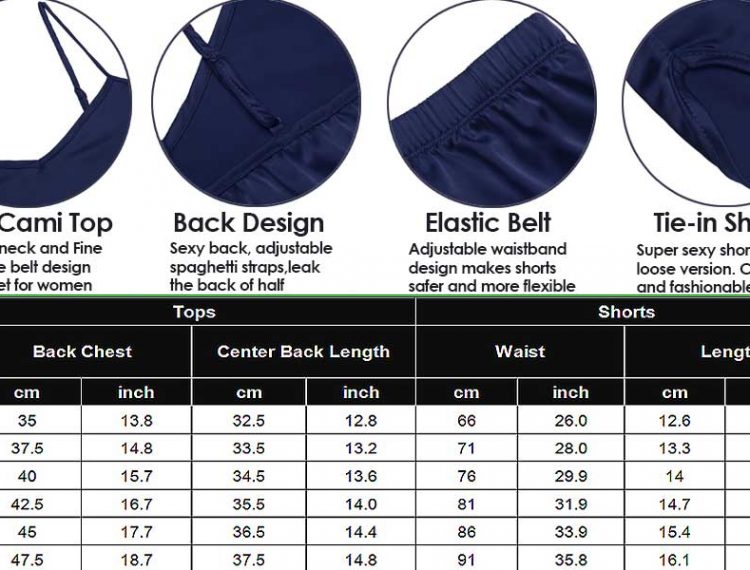 Cami Top
neck and Fine
belt design
for women
Back Design
Sexy back, adjustable
spaghetti straps,leak
the back of half
Elastic Belt
Adjustable waistband
design makes shorts
safer and more flexible
Tie-in
Super sexy
loose version.
and fashionable
Tops Shorts
Back Chest Center Back Length Waist
cm inch cm inch cm inch cm
35 13.8 32.5 12.8 66 26.0 12.6
37.5 14.8 33.5 13.2 71 28.0 13.3
40 15.7 34.5 13.6 76 29.9 14
42.5 16.7 35.5 14.0 81 31.9 14.7
45 17.7 36.5 14.4 86 33.9 15.4
47.5 18.7 37.5 14.8 91 35.8 16.1